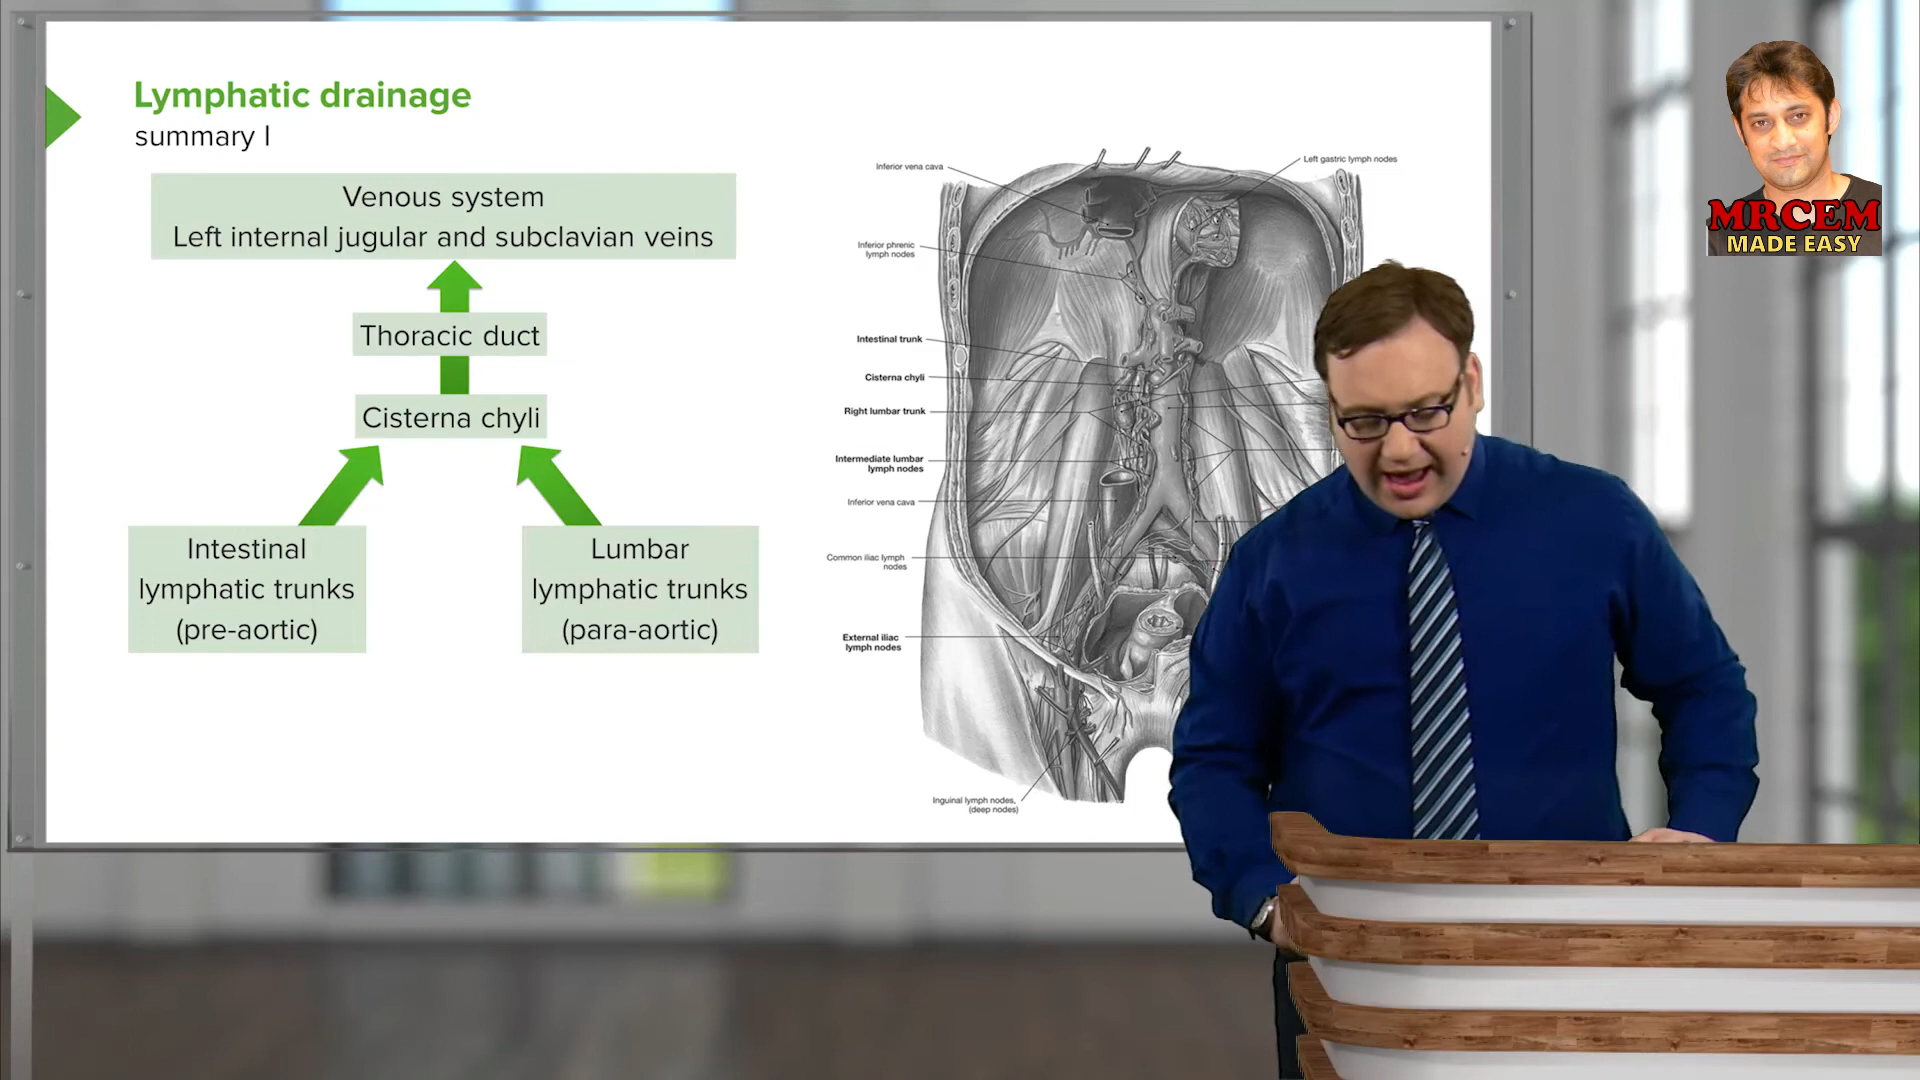 Lymphatic drainage
summary I
Venous system
Left internal jugular and subclavian veins
Thoracic duct
Cisterna chyli
Intestinal
lymphatic trunks
(pre-aortic)
Lumbar
lymphatic trunks
(para-aortic)
Inferior vena cava
Left gastric lymph nodes
Inferior phrenic
lymph nodes
Intestinal trunk
Cisterna chyli
Right lumbar trunk
Intermediate lumbar
lymph nodes
Inferior vena cava
Common iliac lymph
nodes
External iliac
lymph nodes
Inguinal lymph nodes,
(deep nodes)
MRCEM
MADE EASY